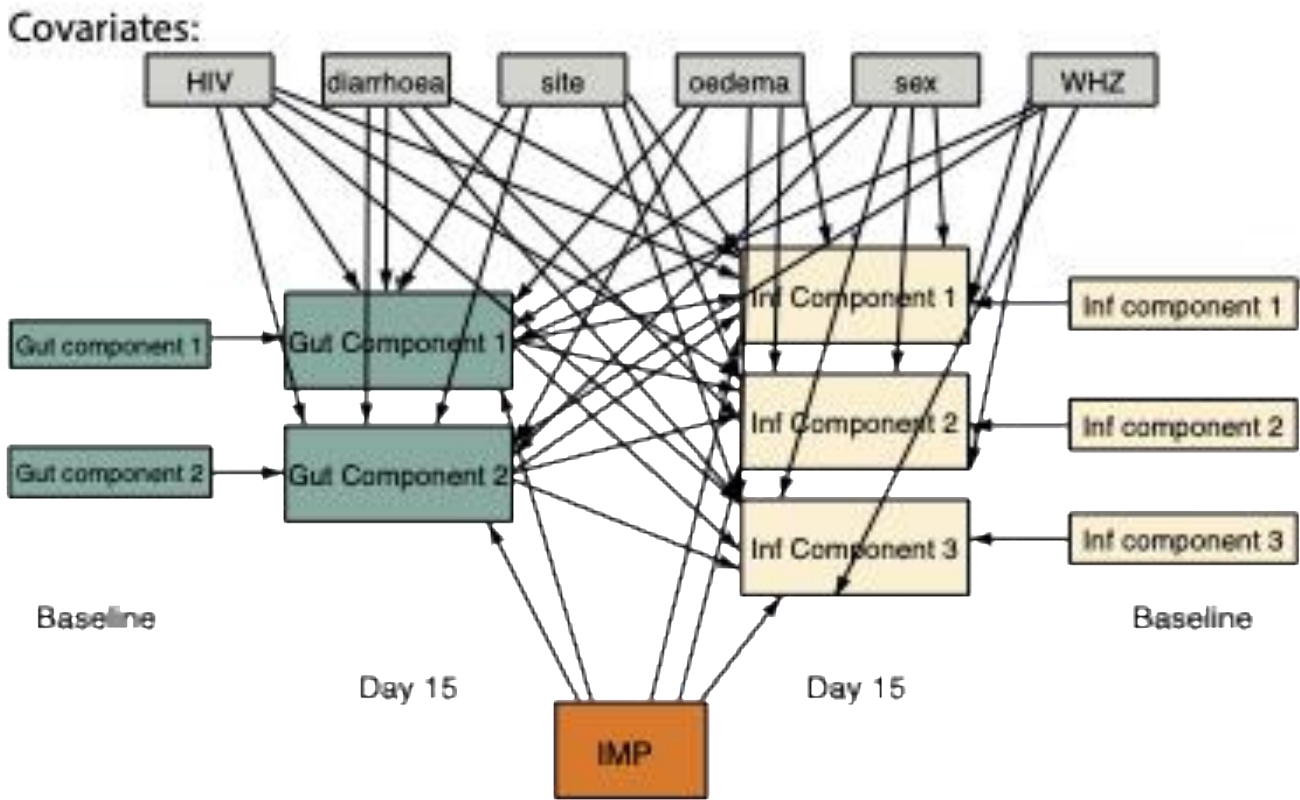 Covariates:
HIV
diarrhoea
site
oedema
sex
WHZ
Gut component 1
Gut Component 1
Inf Component 1
Inf component 1
Gut component 2
Gut Component 2
Inf Component 2
Inf component 2
Inf Component 3
Inf component 3
Baseline
Baseline
Day 15
Day 15
IMP